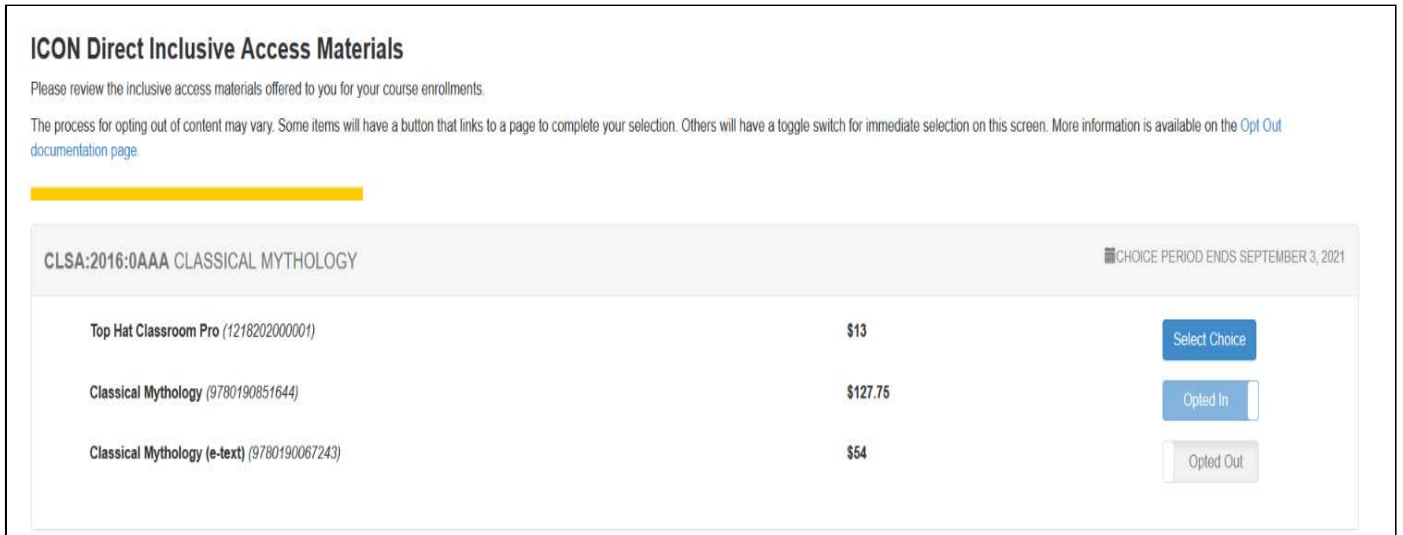 ICON Direct Inclusive Access Materials
Please review the inclusive access materials offered to you for your course enrollments.
The process for opting out of content may vary. Some items will have a button that links to a page to complete your selection. Others will have a toggle switch for immediate selection on this screen. More information is available on the Opt Out
documentation page.
CLSA:2016:0AAA CLASSICAL MYTHOLOGY CHOICE PERIOD ENDS SEPTEMBER 3, 2021
Top Hat Classroom Pro (1218202000001) $13 Select Choice
Classical Mythology (9780190851644) $127.75 Opted In
Classical Mythology (e-text) (9780190067243) $54 Opted Out